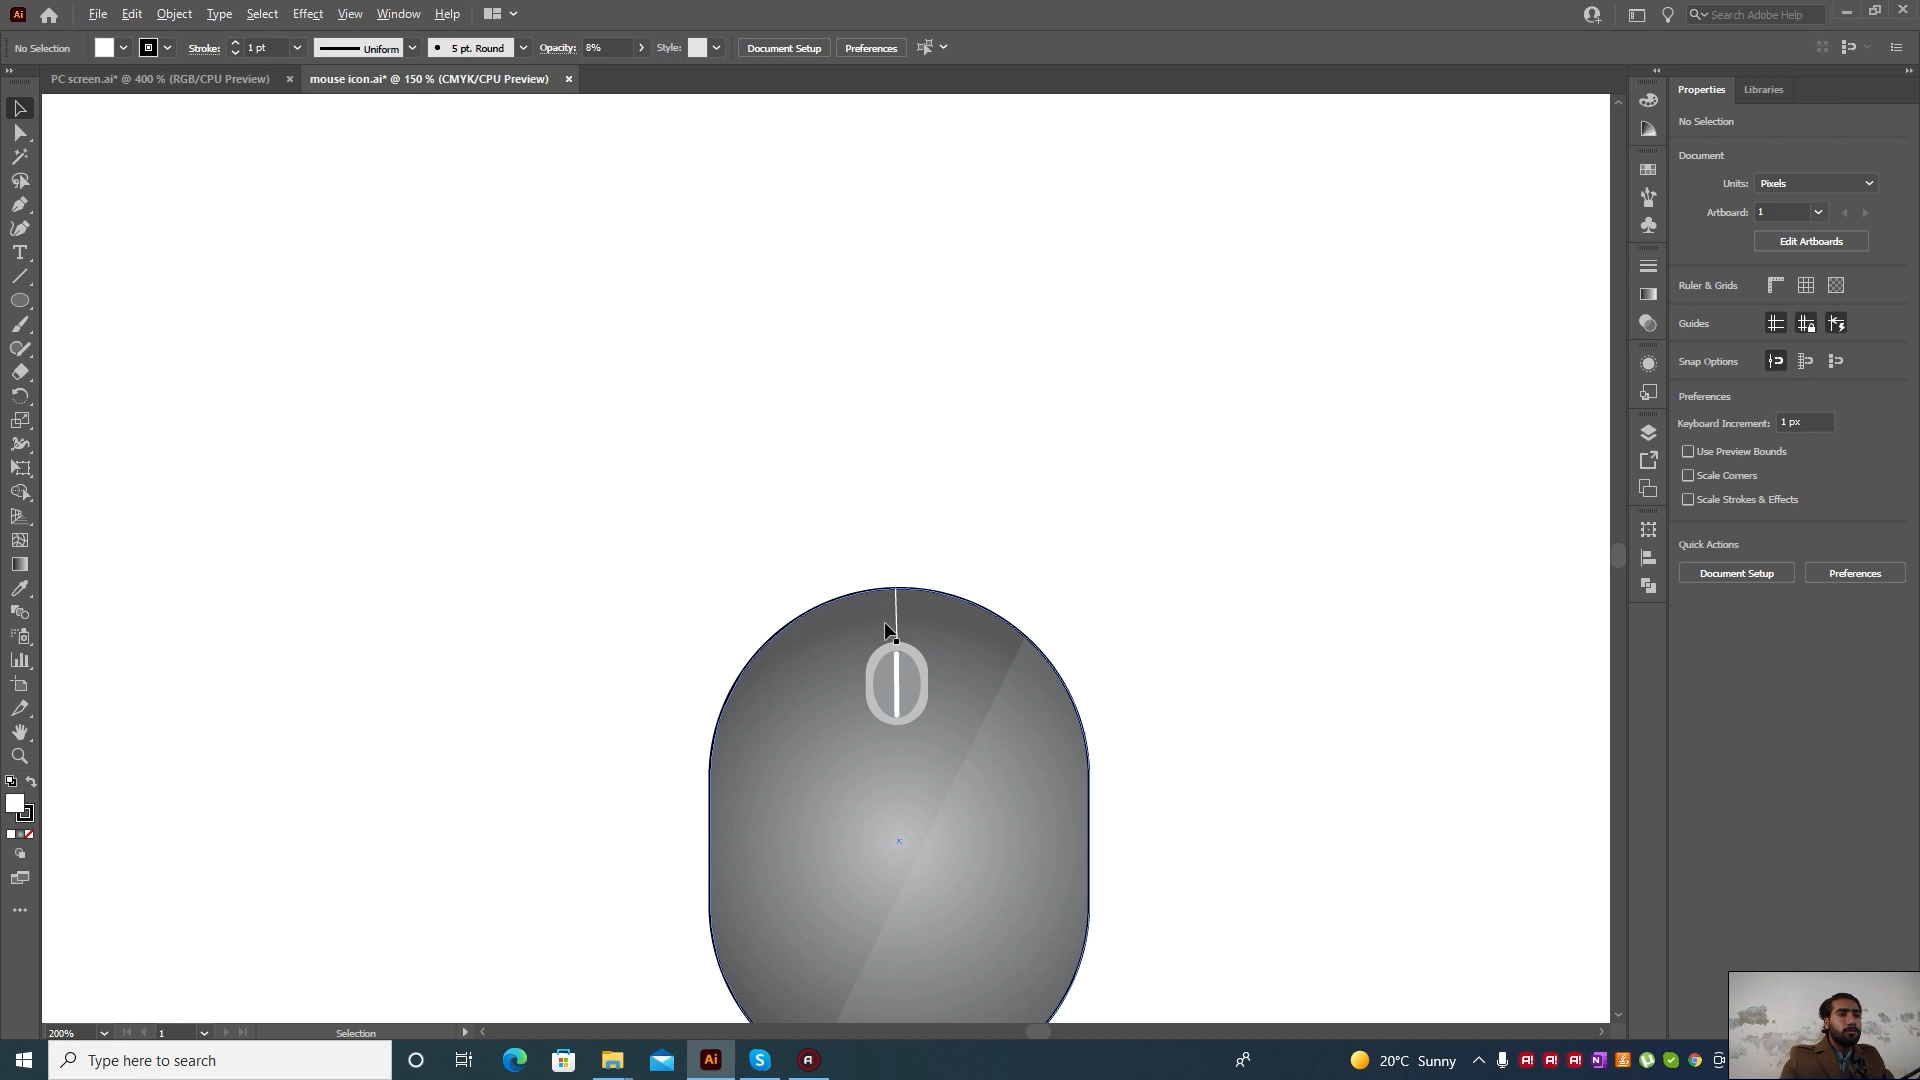 Ai File Edit Object Type Select Effect View Window Help Search Adobe Help
No Selection Stroke: 1 pt Uniform 5 pt. Round Opacity: 8% Style: Document Setup Preferences
PC screen.ai* @ 400 % (RGB/CPU Preview) mouse icon.ai* @ 150 % (CMYK/CPU Preview)
Properties Libraries
No Selection
Document
Units: Pixels
Artboard: 1
Edit Artboards
Ruler & Grids
Guides
Snap Options
Preferences
Keyboard Increment: 1 px
Use Preview Bounds
Scale Corners
Scale Strokes & Effects
Quick Actions
Document Setup Preferences
200% 1 Selection
Type here to search Ai 20°C Sunny